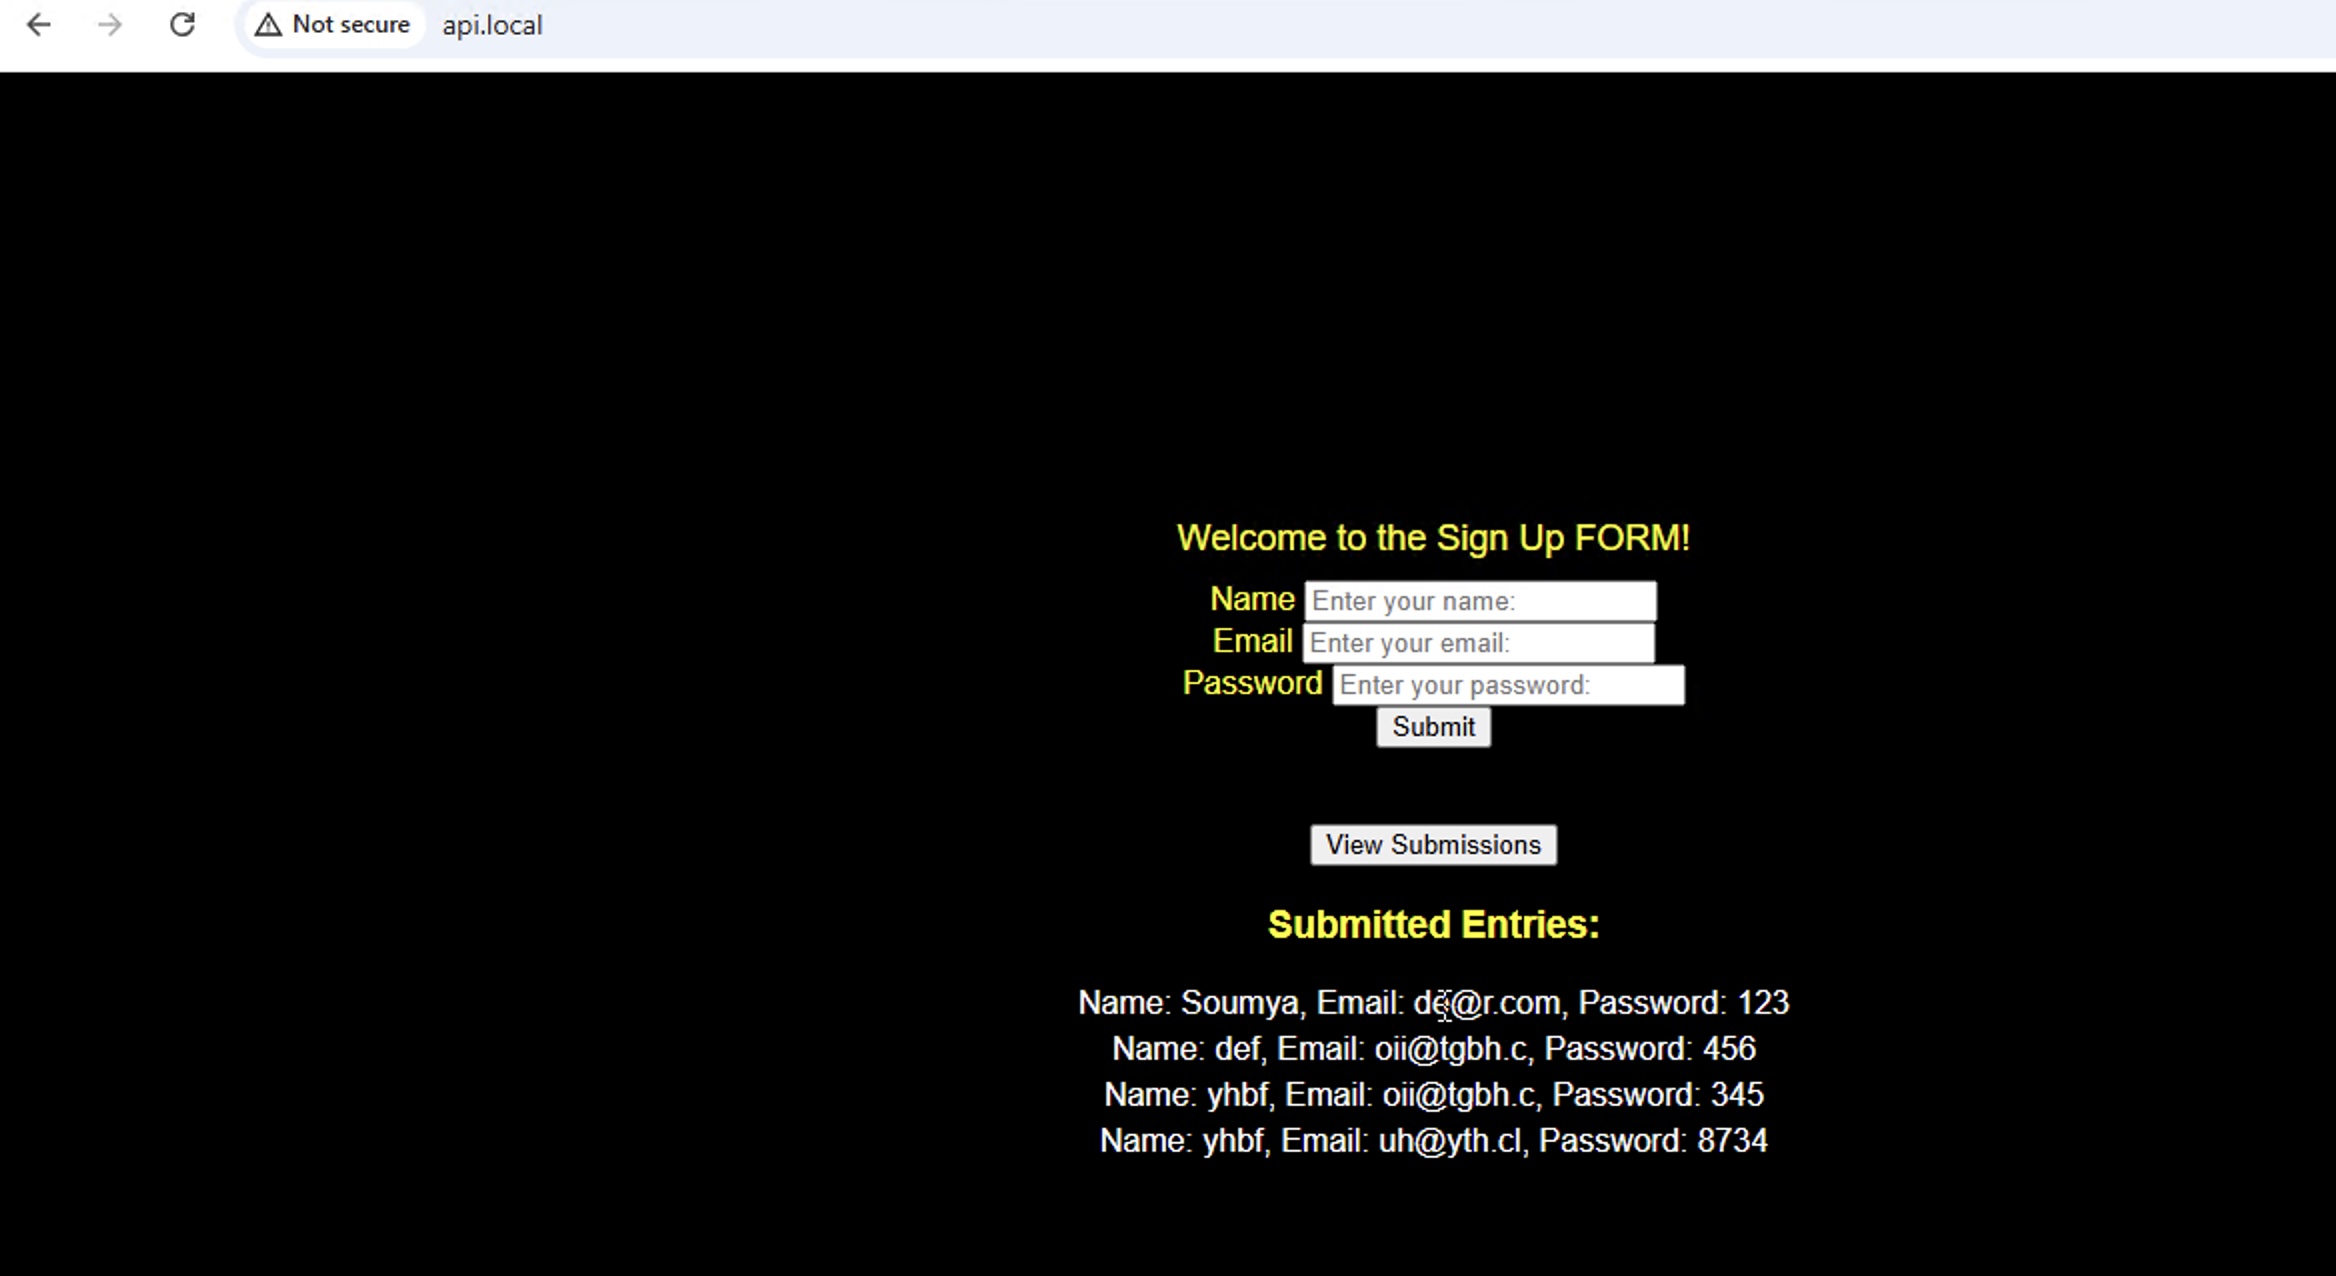 Not secure api.local
Welcome to the Sign Up FORM!
Name Enter your name:
Email Enter your email:
Password Enter your password:
Submit
View Submissions
Submitted Entries:
Name: Soumya, Email: de@r.com, Password: 123
Name: def, Email: oii@tgbh.c, Password: 456
Name: yhbf, Email: oii@tgbh.c, Password: 345
Name: yhbf, Email: uh@yth.cl, Password: 8734